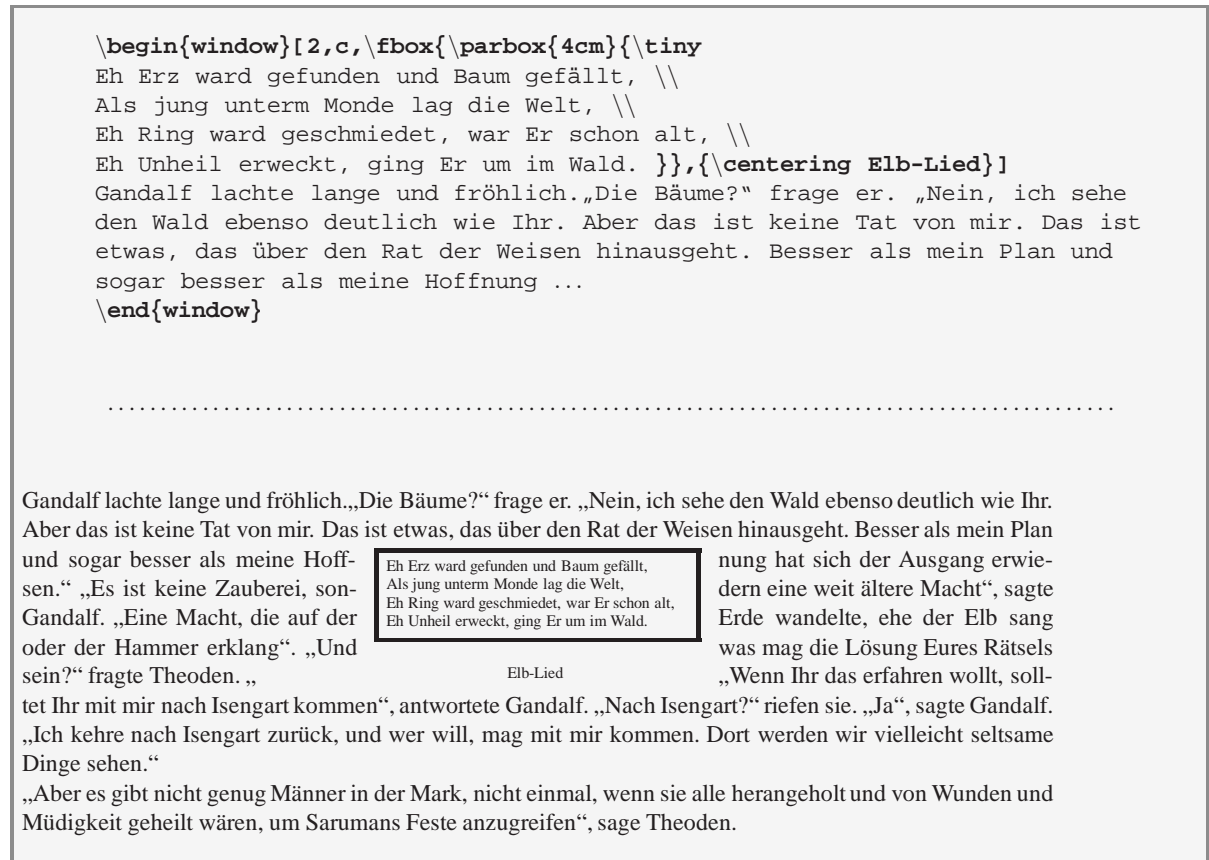 \begin{window}[2,c,\fbox{\parbox{4cm}{\tiny
Eh Erz ward gefunden und Baum gefällt, \\
Als jung unterm Monde lag die Welt, \\
Eh Ring ward geschmiedet, war Er schon alt, \\
Eh Unheil erweckt, ging Er um im Wald. }},{\centering Elb-Lied}]
Gandalf lachte lange und fröhlich.„Die Bäume?“ frage er. „Nein, ich sehe
den Wald ebenso deutlich wie Ihr. Aber das ist keine Tat von mir. Das ist
etwas, das über den Rat der Weisen hinausgeht. Besser als mein Plan und
sogar besser als meine Hoffnung ...
\end{window}
Gandalf lachte lange und fröhlich.„Die Bäume?“ frage er. „Nein, ich sehe den Wald ebenso deutlich wie Ihr.
Aber das ist keine Tat von mir. Das ist etwas, das über den Rat der Weisen hinausgeht. Besser als mein Plan
und sogar besser als meine Hoff- nung hat sich der Ausgang erwie-
sen.“ „Es ist keine Zauberei, son- dern eine weit ältere Macht“, sagte
Gandalf. „Eine Macht, die auf der Erde wandelte, ehe der Elb sang
oder der Hammer erklang“. „Und was mag die Lösung Eures Rätsels
sein?“ fragte Theoden. „ „Wenn Ihr das erfahren wollt, soll-
Eh Erz ward gefunden und Baum gefällt,
Als jung unterm Monde lag die Welt,
Eh Ring ward geschmiedet, war Er schon alt,
Eh Unheil erweckt, ging Er um im Wald.
Elb-Lied
tet Ihr mit mir nach Isengart kommen“, antwortete Gandalf. „Nach Isengart?“ riefen sie. „Ja“, sagte Gandalf.
„Ich kehre nach Isengart zurück, und wer will, mag mit mir kommen. Dort werden wir vielleicht seltsame
Dinge sehen.“
„Aber es gibt nicht genug Männer in der Mark, nicht einmal, wenn sie alle herangeholt und von Wunden und
Müdigkeit geheilt wären, um Sarumans Feste anzugreifen“, sage Theoden.